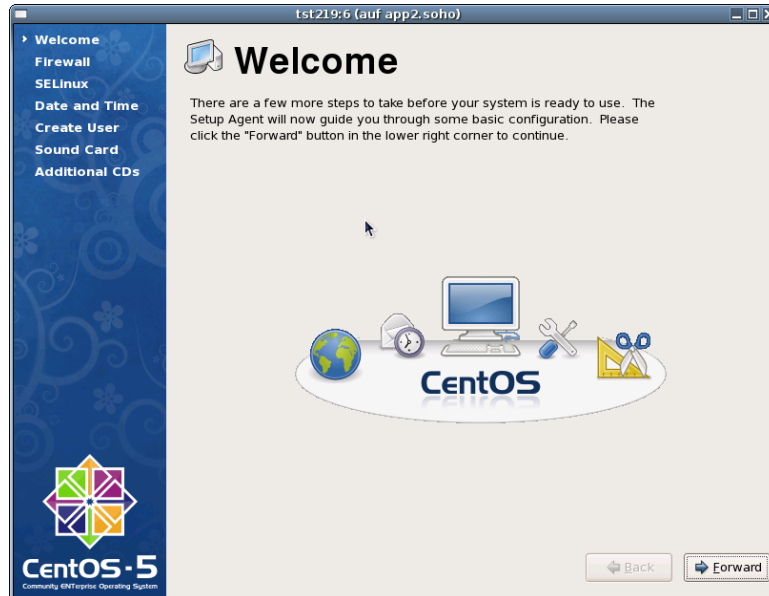 tst219:6 (auf app2.soho)
Welcome
Firewall
SELinux
Date and Time
Create User
Sound Card
Additional CDs
Welcome
There are a few more steps to take before your system is ready to use.  The
Setup Agent will now guide you through some basic configuration.  Please
click the "Forward" button in the lower right corner to continue.
CentOS
CentOS-5
Community ENTerprise Operating System
Back
Forward